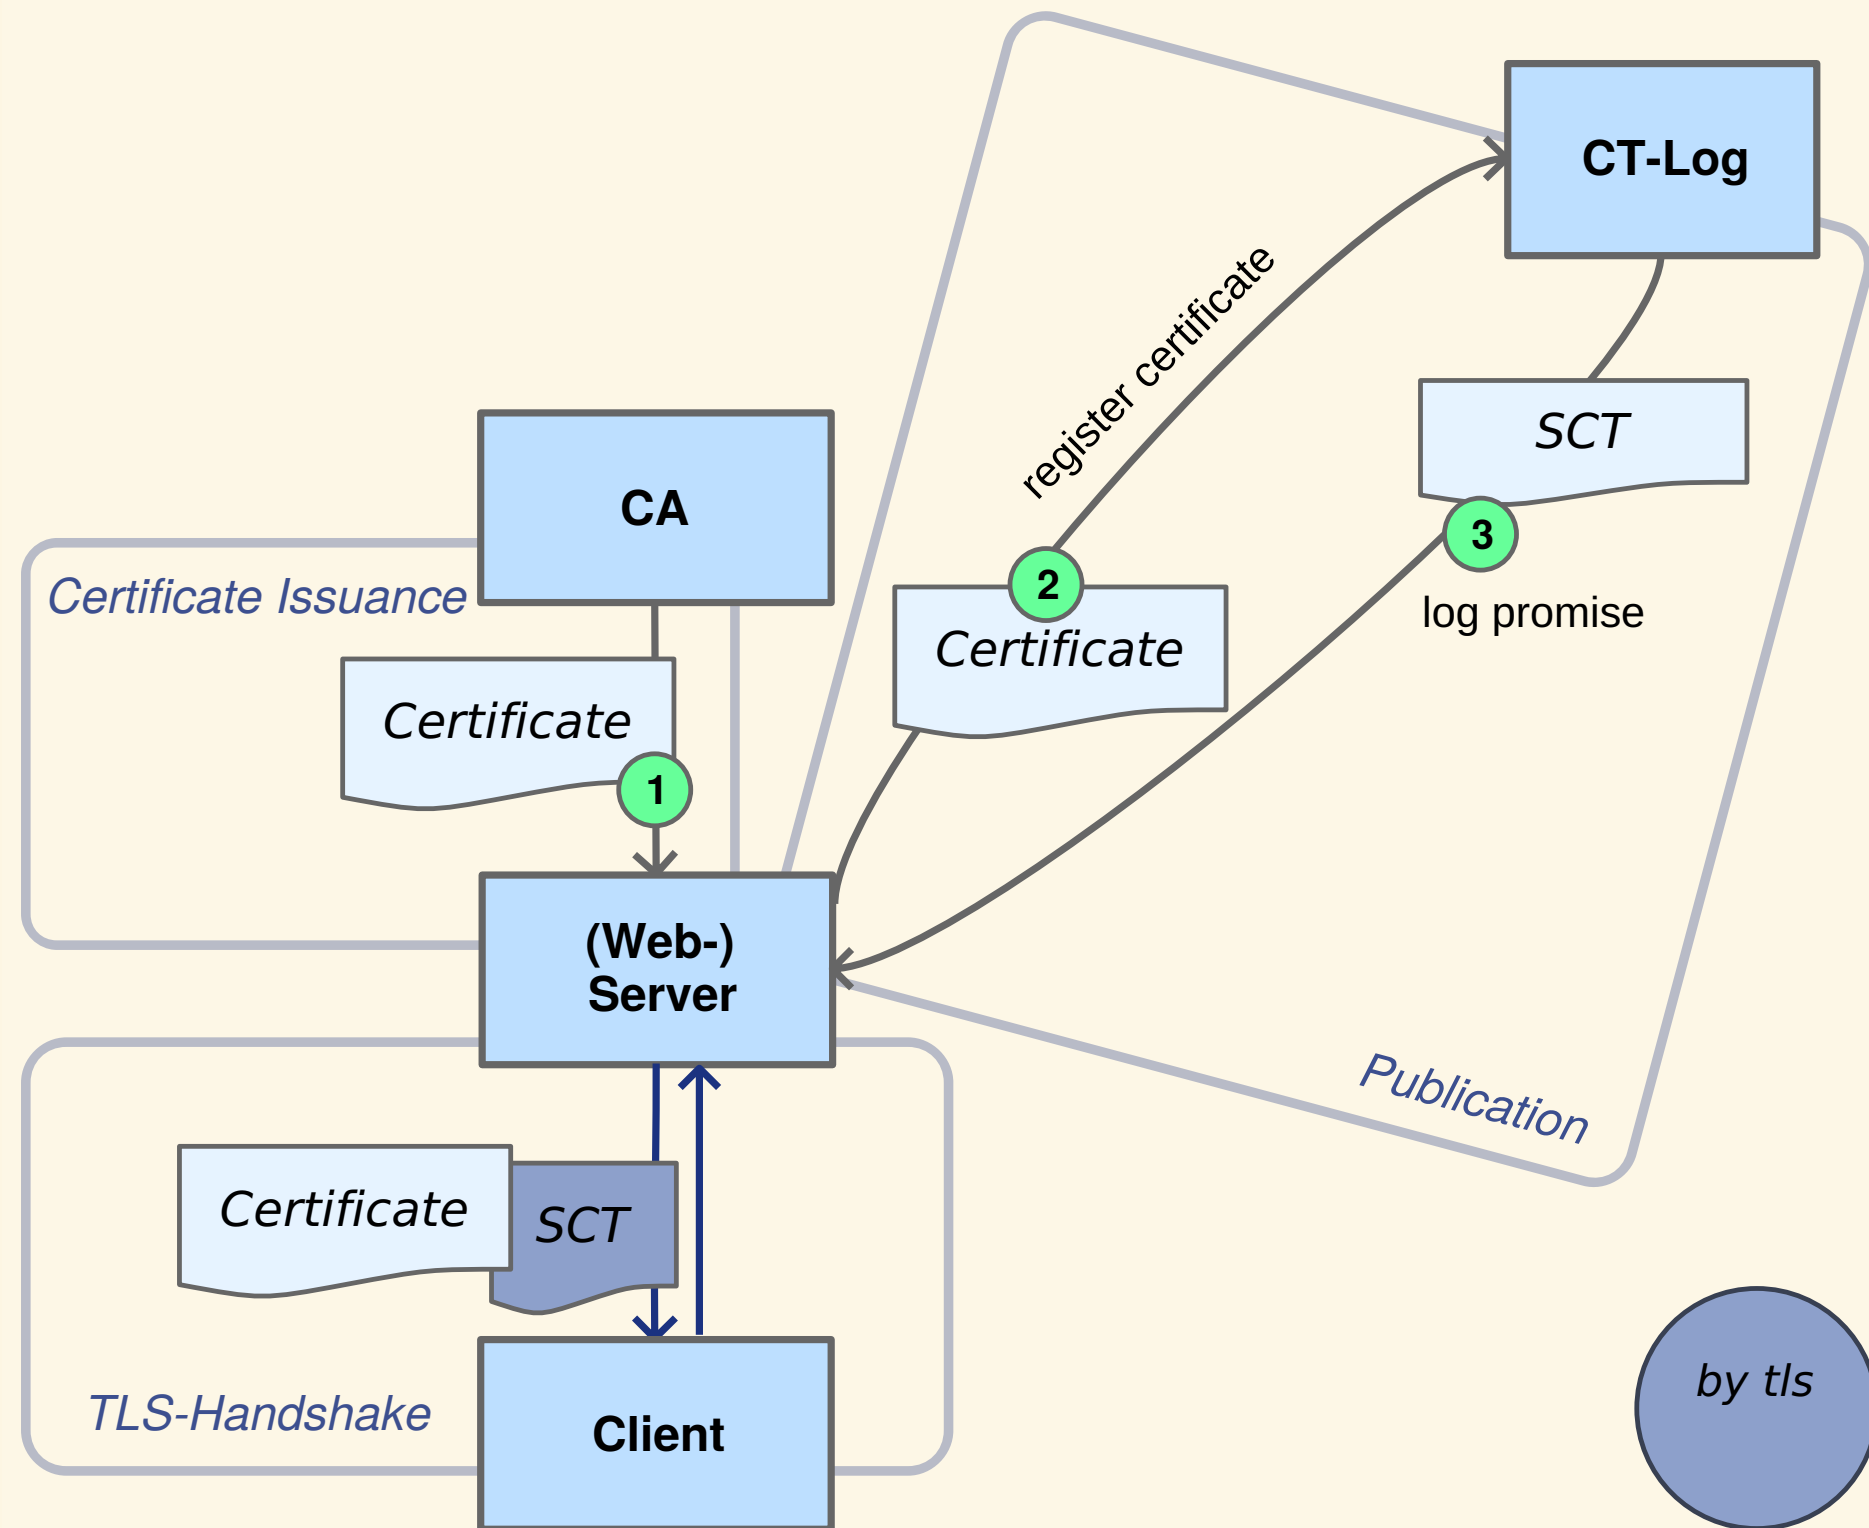 CT-Log
register certificate
SCT
CA
3
2
Certificate Issuance
log promise
Certificate
Certificate
1
(Web-)
Server
Publication
Certificate
SCT
by tls
TLS-Handshake
Client